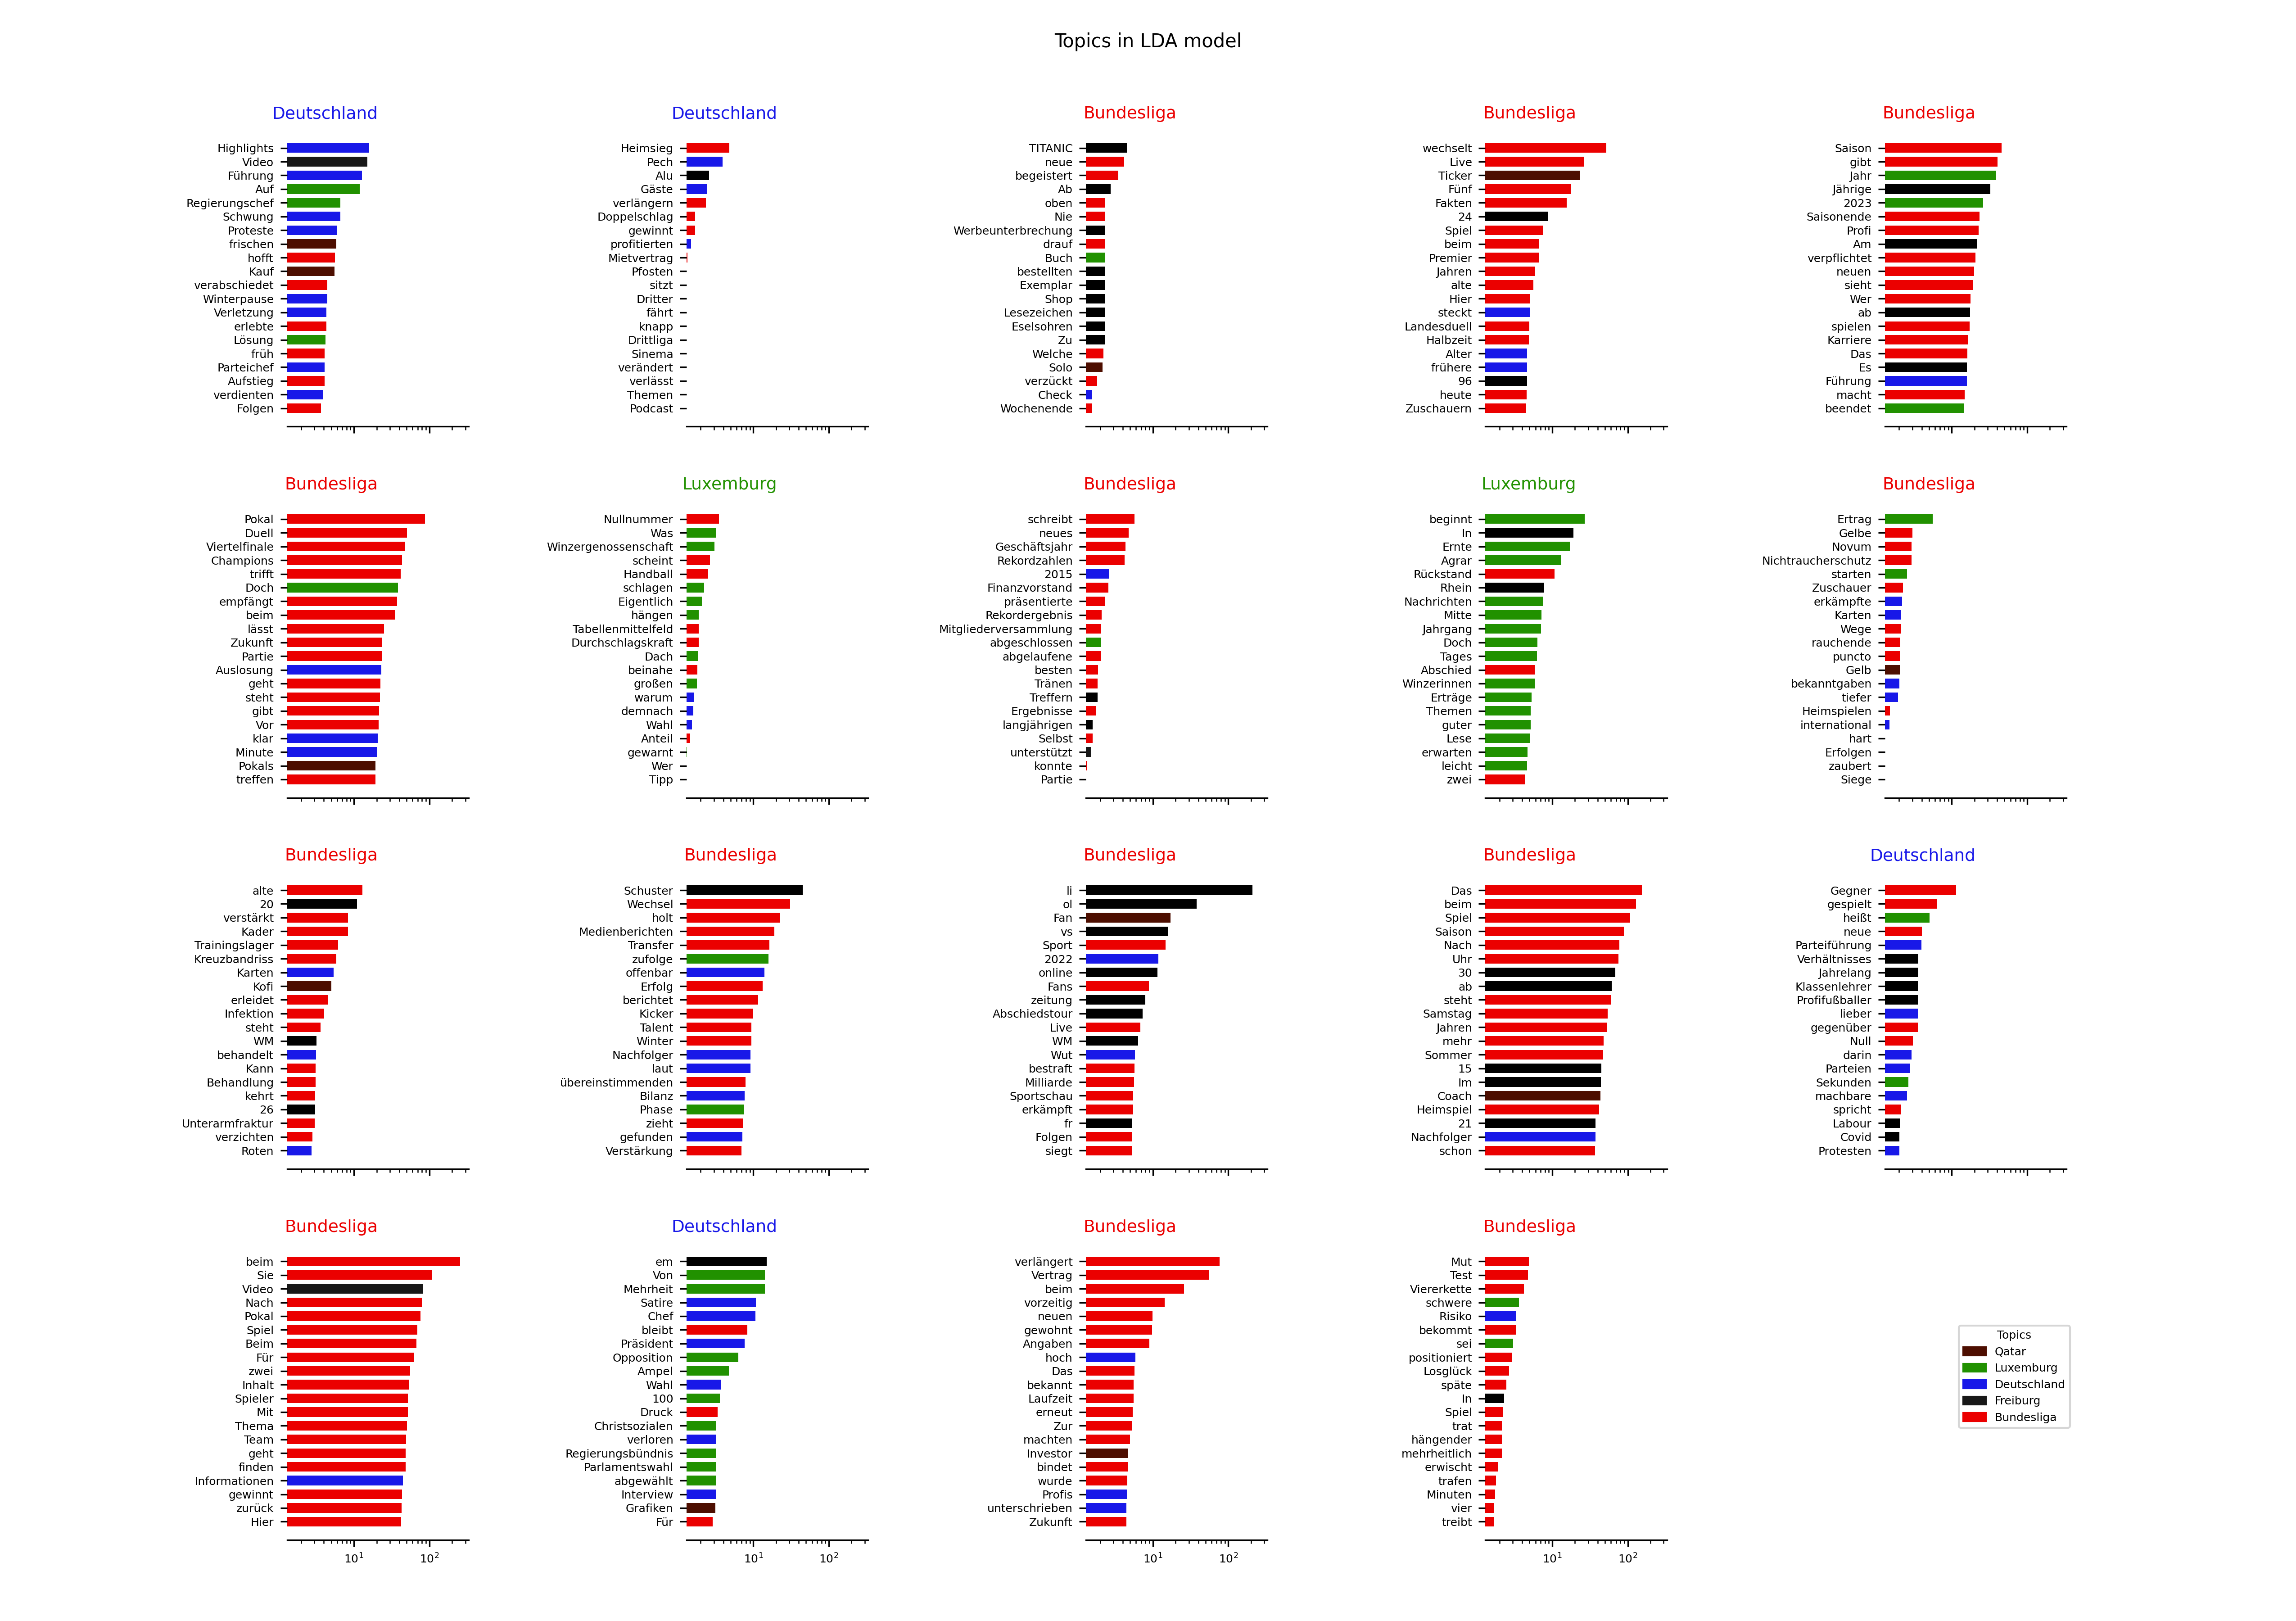 Topics in LDA model
Deutschland
Highlights
Video
Führung
Auf
Regierungschef
Schwung
Proteste
frischen
hofft
Kauf
verabschiedet
Winterpause
Verletzung
erlebte
Lösung
früh
Parteichef
Aufstieg
verdienten
Folgen
Deutschland
Heimsieg
Pech
Alu
Gäste
verlängern
Doppelschlag
gewinnt
profitierten
Mietvertrag
Pfosten
sitzt
Dritter
fährt
knapp
Drittliga
Sinema
verändert
verlässt
Themen
Podcast
Bundesliga
TITANIC
neue
begeistert
Ab
oben
Nie
Werbeunterbrechung
drauf
Buch
bestellten
Exemplar
Shop
Lesezeichen
Eselsohren
Zu
Welche
Solo
verzückt
Check
Wochenende
Bundesliga
wechselt
Live
Ticker
Fünf
Fakten
24
Spiel
beim
Premier
Jahren
alte
Hier
steckt
Landesduell
Halbzeit
Alter
frühere
96
heute
Zuschauern
Bundesliga
Saison
gibt
Jahr
Jährige
2023
Saisonende
Profi
Am
verpflichtet
neuen
sieht
Wer
ab
spielen
Karriere
Das
Es
Führung
macht
beendet
Bundesliga
Pokal
Duell
Viertelfinale
Champions
trifft
Doch
empfängt
beim
lässt
Zukunft
Partie
Auslosung
geht
steht
gibt
Vor
klar
Minute
Pokals
treffen
Luxemburg
Nullnummer
Was
Winzergenossenschaft
scheint
Handball
schlagen
Eigentlich
hängen
Tabellenmittelfeld
Durchschlagskraft
Dach
beinahe
großen
warum
demnach
Wahl
Anteil
gewarnt
Wer
Tipp
Bundesliga
schreibt
neues
Geschäftsjahr
Rekordzahlen
2015
Finanzvorstand
präsentierte
Rekordergebnis
Mitgliederversammlung
abgeschlossen
abgelaufene
besten
Tränen
Treffern
Ergebnisse
langjährigen
Selbst
unterstützt
konnte
Partie
Luxemburg
beginnt
In
Ernte
Agrar
Rückstand
Rhein
Nachrichten
Mitte
Jahrgang
Doch
Tages
Abschied
Winzerinnen
Erträge
Themen
guter
Lese
erwarten
leicht
zwei
Bundesliga
Ertrag
Gelbe
Novum
Nichtraucherschutz
starten
Zuschauer
erkämpfte
Karten
Wege
rauchende
puncto
Gelb
bekanntgaben
tiefer
Heimspielen
international
hart
Erfolgen
zaubert
Siege
Bundesliga
alte
20
verstärkt
Kader
Trainingslager
Kreuzbandriss
Karten
Kofi
erleidet
Infektion
steht
WM
behandelt
Kann
Behandlung
kehrt
26
Unterarmfraktur
verzichten
Roten
Bundesliga
Schuster
Wechsel
holt
Medienberichten
Transfer
zufolge
offenbar
Erfolg
berichtet
Kicker
Talent
Winter
Nachfolger
laut
übereinstimmenden
Bilanz
Phase
zieht
gefunden
Verstärkung
Bundesliga
li
ol
Fan
vs
Sport
2022
online
Fans
zeitung
Abschiedstour
Live
WM
Wut
bestraft
Milliarde
Sportschau
erkämpft
fr
Folgen
siegt
Bundesliga
Das
beim
Spiel
Saison
Nach
Uhr
30
ab
steht
Samstag
Jahren
mehr
Sommer
15
Im
Coach
Heimspiel
21
Nachfolger
schon
Deutschland
Gegner
gespielt
heißt
neue
Parteiführung
Verhältnisses
Jahrelang
Klassenlehrer
Profifußballer
lieber
gegenüber
Null
darin
Parteien
Sekunden
machbare
spricht
Labour
Covid
Protesten
Bundesliga
beim
Sie
Video
Nach
Pokal
Spiel
Beim
Für
zwei
Inhalt
Spieler
Mit
Thema
Team
geht
finden
Informationen
gewinnt
zurück
Hier
10¹ 10²
Deutschland
em
Von
Mehrheit
Satire
Chef
bleibt
Präsident
Opposition
Ampel
Wahl
100
Druck
Christsozialen
verloren
Regierungsbündnis
Parlamentswahl
abgewählt
Interview
Grafiken
Für
10¹ 10²
Bundesliga
verlängert
Vertrag
beim
vorzeitig
neuen
gewohnt
Angaben
hoch
Das
bekannt
Laufzeit
erneut
Zur
machten
Investor
bindet
wurde
Profis
unterschrieben
Zukunft
10¹ 10²
Bundesliga
Mut
Test
Viererkette
schwere
Risiko
bekommt
sei
positioniert
Losglück
späte
In
Spiel
trat
hängender
mehrheitlich
erwischt
trafen
Minuten
vier
treibt
10¹ 10²
Topics
Qatar
Luxemburg
Deutschland
Freiburg
Bundesliga